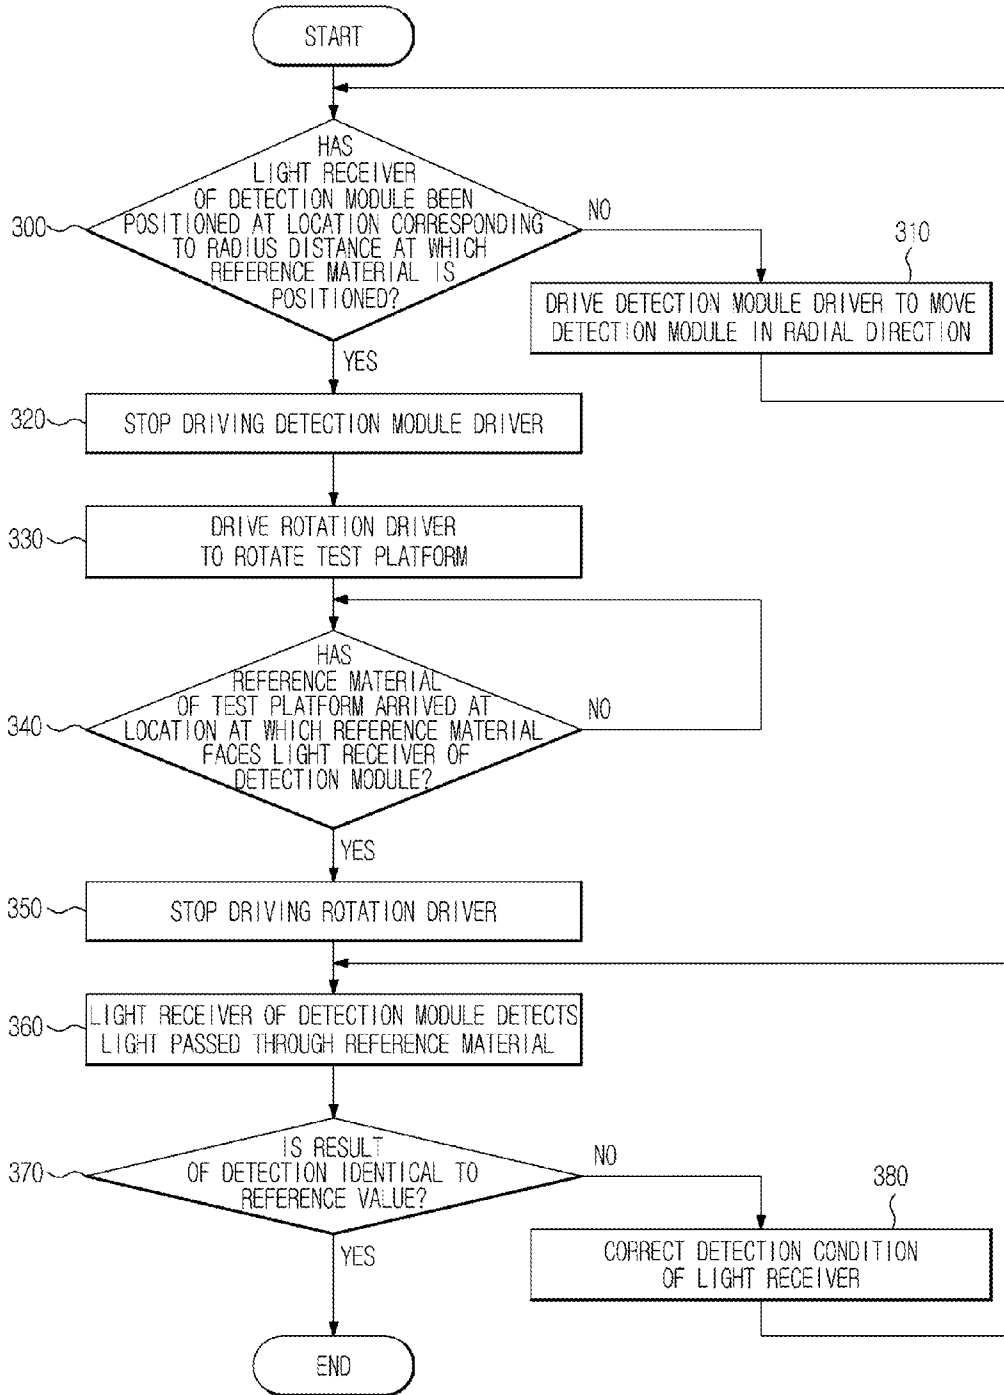 START
HAS
LIGHT RECEIVER
OF DETECTION MODULE BEEN
POSITIONED AT LOCATION CORRESPONDING
TO RADIUS DISTANCE AT WHICH
REFERENCE MATERIAL IS
POSITIONED?
300
NO
310
DRIVE DETECTION MODULE DRIVER TO MOVE
DETECTION MODULE IN RADIAL DIRECTION
YES
320
STOP DRIVING DETECTION MODULE DRIVER
330
DRIVE ROTATION DRIVER
TO ROTATE TEST PLATFORM
HAS
REFERENCE MATERIAL
OF TEST PLATFORM ARRIVED AT
LOCATION AT WHICH REFERENCE MATERIAL
FACES LIGHT RECEIVER OF
DETECTION MODULE?
340
NO
YES
350
STOP DRIVING ROTATION DRIVER
360
LIGHT RECEIVER OF DETECTION MODULE DETECTS
LIGHT PASSED THROUGH REFERENCE MATERIAL
370
IS RESULT
OF DETECTION IDENTICAL TO
REFERENCE VALUE?
NO
380
CORRECT DETECTION CONDITION
OF LIGHT RECEIVER
YES
END